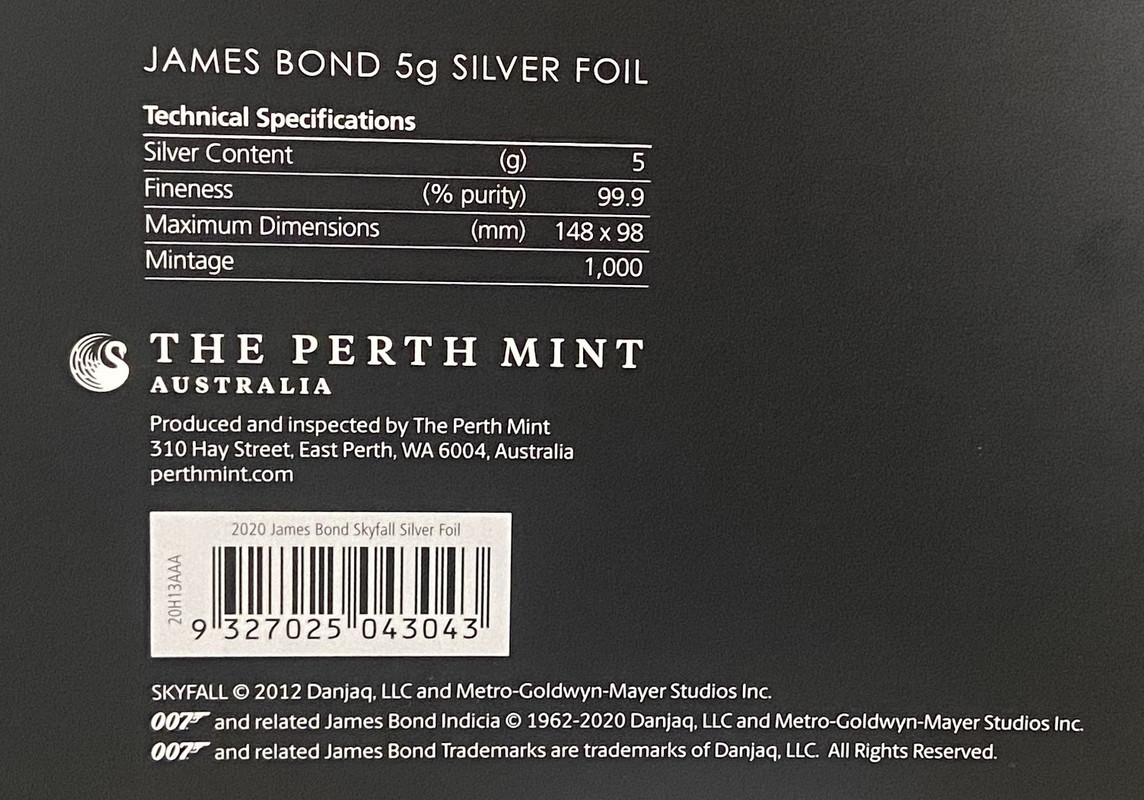 JAMES BOND 5g SILVER FOIL
Technical Specifications
Silver Content (g) 5
Fineness (% purity) 99.9
Maximum Dimensions (mm) 148 x 98
Mintage 1,000
THE PERTH MINT
AUSTRALIA
Produced and inspected by The Perth Mint
310 Hay Street, East Perth, WA 6004, Australia
perthmint.com
2020 James Bond Skyfall Silver Foil
20H13AAA
9 327025 043043
SKYFALL © 2012 Danjaq, LLC and Metro-Goldwyn-Mayer Studios Inc.
007 and related James Bond Indicia © 1962-2020 Danjaq, LLC and Metro-Goldwyn-Mayer Studios Inc.
007 and related James Bond Trademarks are trademarks of Danjaq, LLC. All Rights Reserved.